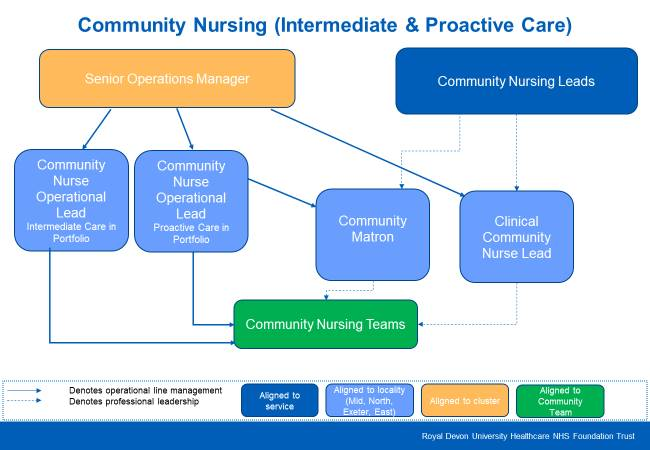 Community Nursing (Intermediate & Proactive Care)
Senior Operations Manager
Community Nursing Leads
Community
Nurse
Operational
Lead
Intermediate Care in
Portfolio
Community
Nurse
Operational
Lead
Proactive Care in
Portfolio
Community
Matron
Clinical
Community
Nurse Lead
Community Nursing Teams
Denotes operational line management
Denotes professional leadership
Aligned to
service
Aligned to locality
(Mid, North,
Exeter, East)
Aligned to cluster
Aligned to
Community
Team
Royal Devon University Healthcare NHS Foundation Trust